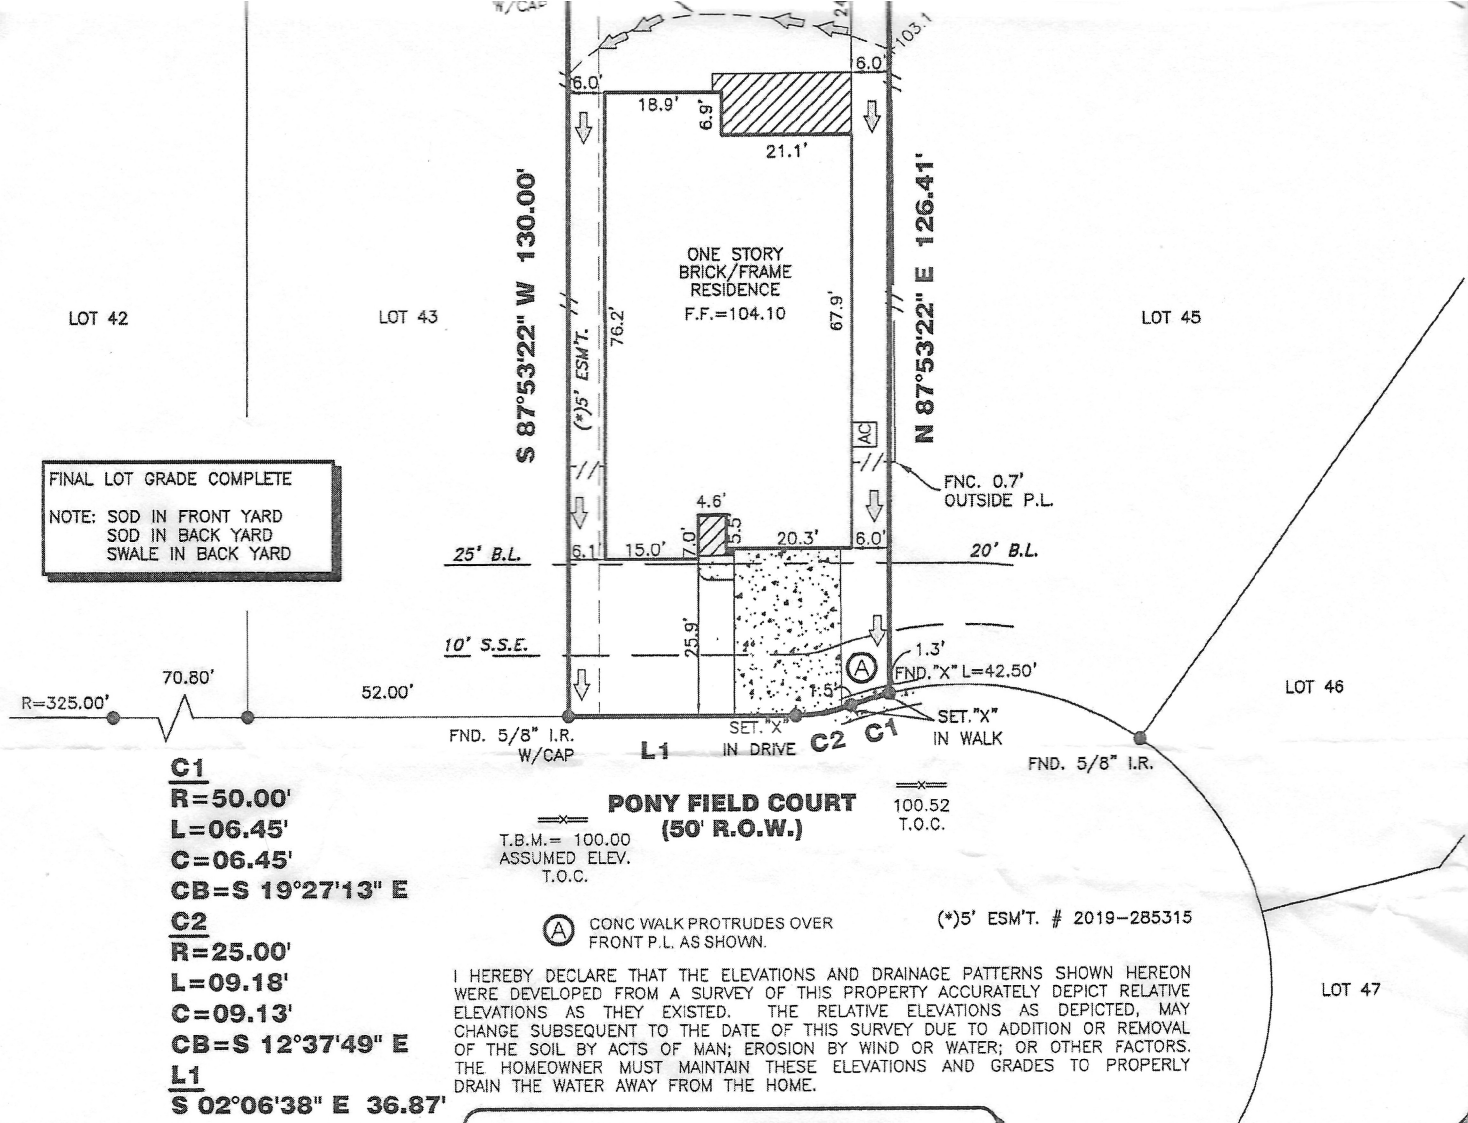 W/CAP
24
103.1
6.0'
6.0'
18.9'
6.9'
21.1'
S 87°53'22" W 130.00'
N 87°53'22" E 126.41'
ONE STORY
BRICK/FRAME
RESIDENCE
F.F.=104.10
76.2'
67.9'
(*)5' ESM'T.
LOT 42
LOT 43
LOT 45
AC
FINAL LOT GRADE COMPLETE
NOTE: SOD IN FRONT YARD
SOD IN BACK YARD
SWALE IN BACK YARD
FNC. 0.7'
OUTSIDE P.L.
4.6'
7.0'
5.5'
25' B.L.
6.1'
15.0'
20.3'
6.0'
20' B.L.
25.9'
10' S.S.E.
A
1.3'
FND."X" L=42.50'
1.5'
R=325.00'
70.80'
52.00'
LOT 46
FND. 5/8" I.R.
W/CAP
L1
SET."X"
IN DRIVE
C2
C1
SET."X"
IN WALK
FND. 5/8" I.R.
PONY FIELD COURT
(50' R.O.W.)
100.52
T.O.C.
T.B.M.= 100.00
ASSUMED ELEV.
T.O.C.
C1
R=50.00'
L=06.45'
C=06.45'
CB=S 19°27'13" E
C2
R=25.00'
L=09.18'
C=09.13'
CB=S 12°37'49" E
L1
S 02°06'38" E 36.87'
A CONC WALK PROTRUDES OVER
FRONT P.L. AS SHOWN.
(*)5' ESM'T. # 2019-285315
LOT 47
I HEREBY DECLARE THAT THE ELEVATIONS AND DRAINAGE PATTERNS SHOWN HEREON
WERE DEVELOPED FROM A SURVEY OF THIS PROPERTY ACCURATELY DEPICT RELATIVE
ELEVATIONS AS THEY EXISTED. THE RELATIVE ELEVATIONS AS DEPICTED, MAY
CHANGE SUBSEQUENT TO THE DATE OF THIS SURVEY DUE TO ADDITION OR REMOVAL
OF THE SOIL BY ACTS OF MAN; EROSION BY WIND OR WATER; OR OTHER FACTORS.
THE HOMEOWNER MUST MAINTAIN THESE ELEVATIONS AND GRADES TO PROPERLY
DRAIN THE WATER AWAY FROM THE HOME.